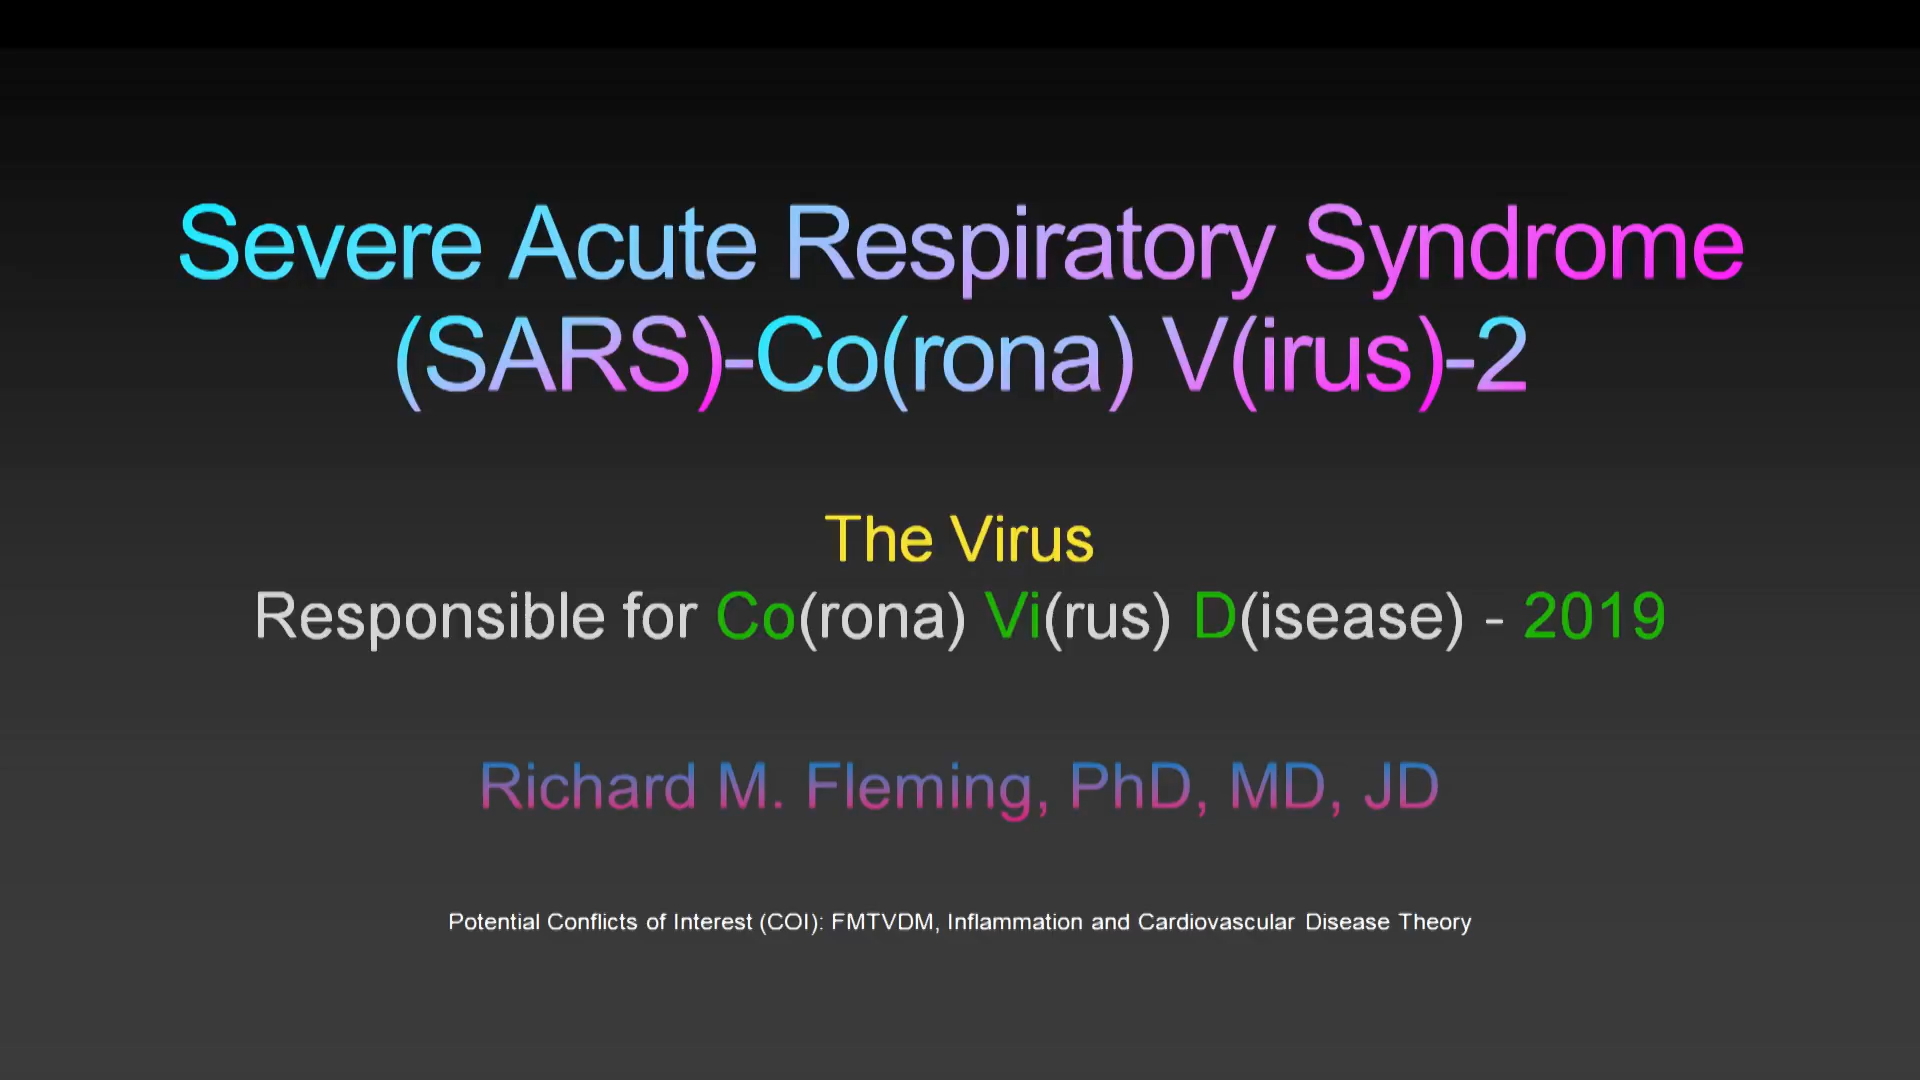 Severe Acute Respiratory Syndrome
(SARS)-Co(rona) V(irus)-2
The Virus
Responsible for Co(rona) Vi(rus) D(isease) - 2019
Richard M. Fleming, PhD, MD, JD
Potential Conflicts of Interest (COI): FMTVDM, Inflammation and Cardiovascular Disease Theory